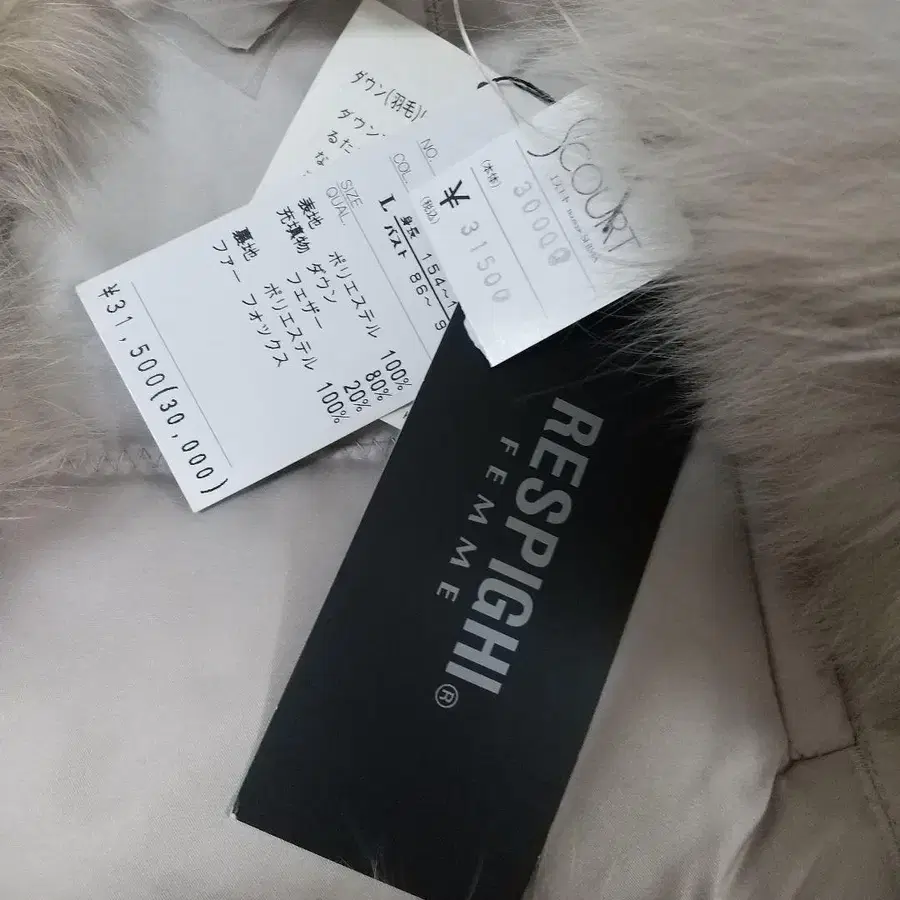 ダウン(羽毛)
ダウン
るた
な
NO.
COL.
SIZE
L 身長 154~1
バスト 86~9
QUAL.
表地 ポリエステル 100%
充填物 ダウン 80%
フェザー 20%
裏地 ポリエステル 100%
ファー フォックス
¥31,500(30,000)
SCOURT
(本体) 30000
(税込)
¥ 31500
RESPIGHI
FEMME
®